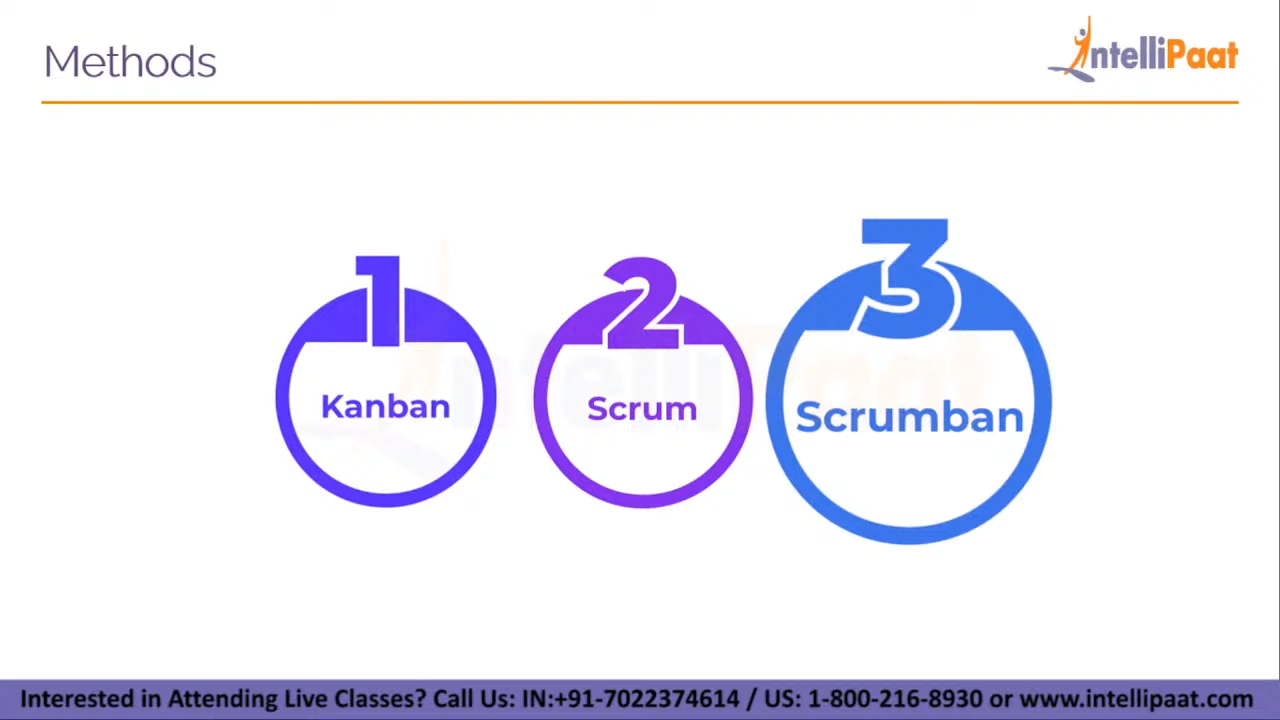 Methods
IntelliPaat
1
2
3
Kanban
Scrum
Scrumban
IntelliPaat
Interested in Attending Live Classes? Call Us: IN:+91-7022374614 / US: 1-800-216-8930 or www.intellipaat.com